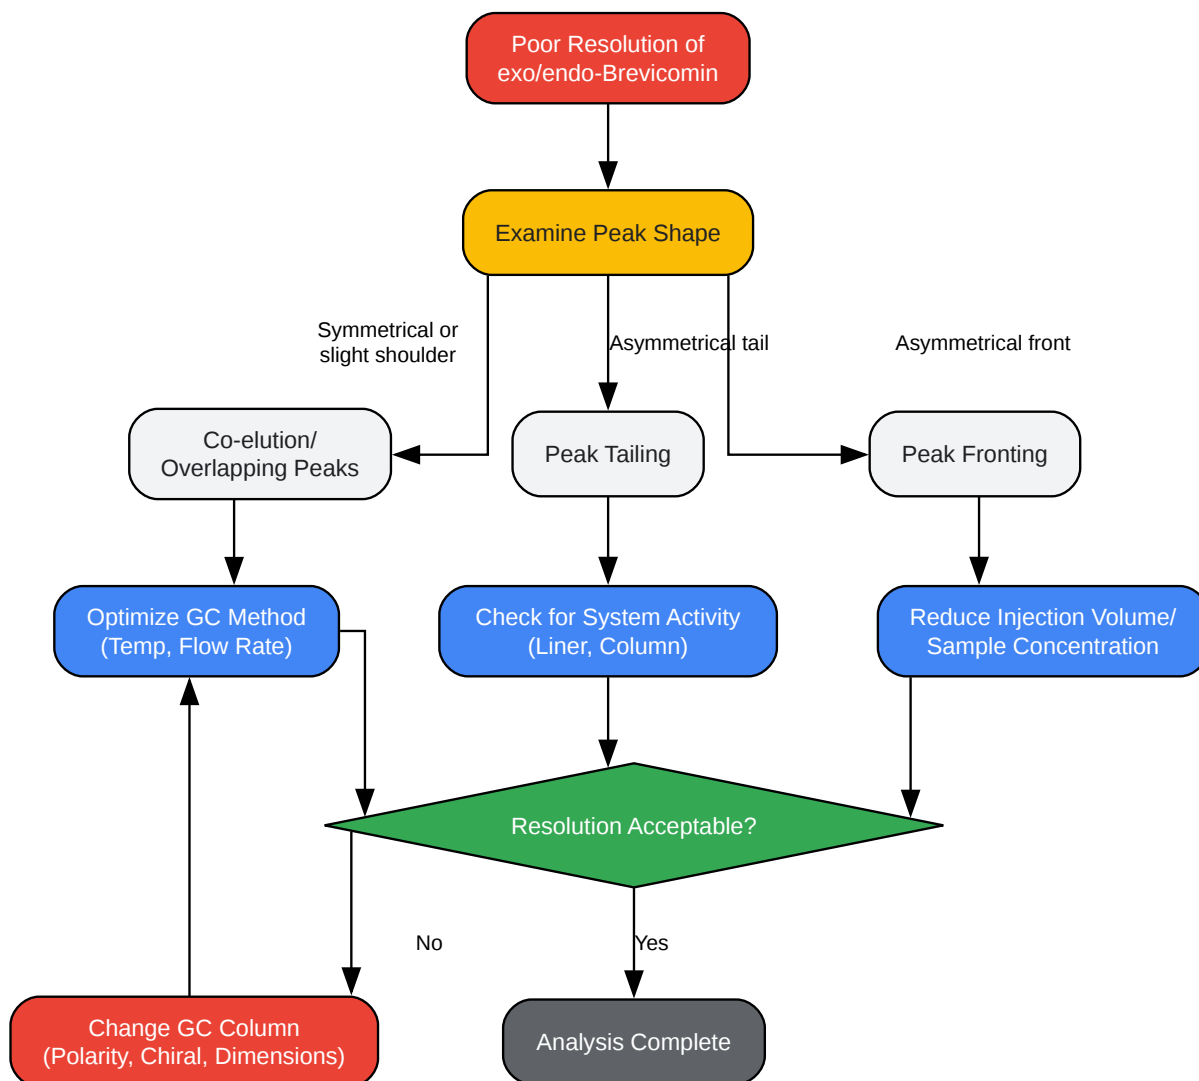 Poor Resolution of
exo/endo-Brevicomin
Examine Peak Shape
Symmetrical or
slight shoulder
Asymmetrical tail
Asymmetrical front
Co-elution/
Overlapping Peaks
Peak Tailing
Peak Fronting
Optimize GC Method
(Temp, Flow Rate)
Check for System Activity
(Liner, Column)
Reduce Injection Volume/
Sample Concentration
Resolution Acceptable?
No
Yes
Change GC Column
(Polarity, Chiral, Dimensions)
Analysis Complete